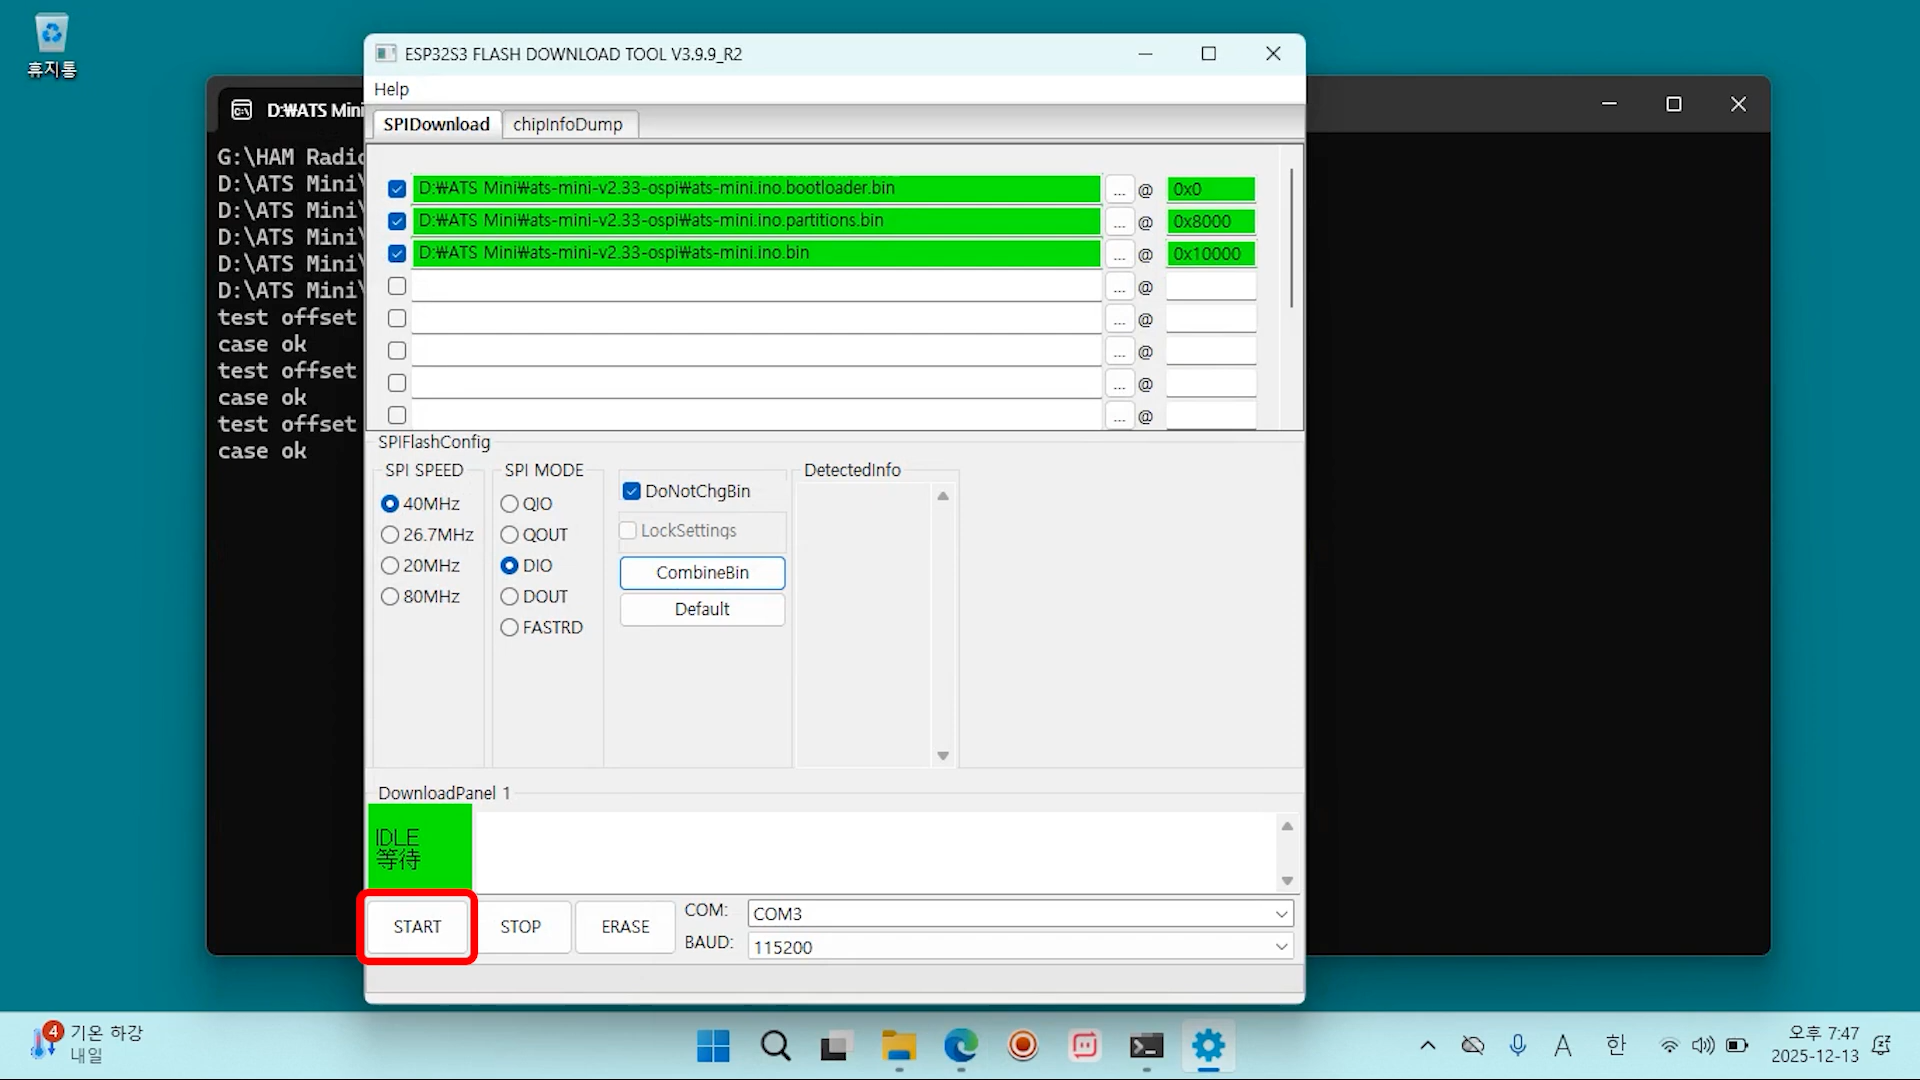 휴지통
ESP32S3 FLASH DOWNLOAD TOOL V3.9.9_R2
Help
SPIDownload
chipInfoDump
D:₩ATS Mini₩ats-mini-v2.33-ospi₩ats-mini.ino.bootloader.bin
...
@
0x0
D:₩ATS Mini₩ats-mini-v2.33-ospi₩ats-mini.ino.partitions.bin
...
@
0x8000
D:₩ATS Mini₩ats-mini-v2.33-ospi₩ats-mini.ino.bin
...
@
0x10000
...
@
...
@
...
@
...
@
...
@
SPIFlashConfig
SPI SPEED
40MHz
26.7MHz
20MHz
80MHz
SPI MODE
QIO
QOUT
DIO
DOUT
FASTRD
DoNotChgBin
LockSettings
CombineBin
Default
DetectedInfo
DownloadPanel 1
IDLE
等待
START
STOP
ERASE
COM:
COM3
BAUD:
115200
D:₩ATS Mini
G:\HAM Radio
D:\ATS Mini\
D:\ATS Mini\
D:\ATS Mini\
D:\ATS Mini\
D:\ATS Mini\
test offset
case ok
test offset
case ok
test offset
case ok
4
기온 하강
내일
A
한
오후 7:47
2025-12-13